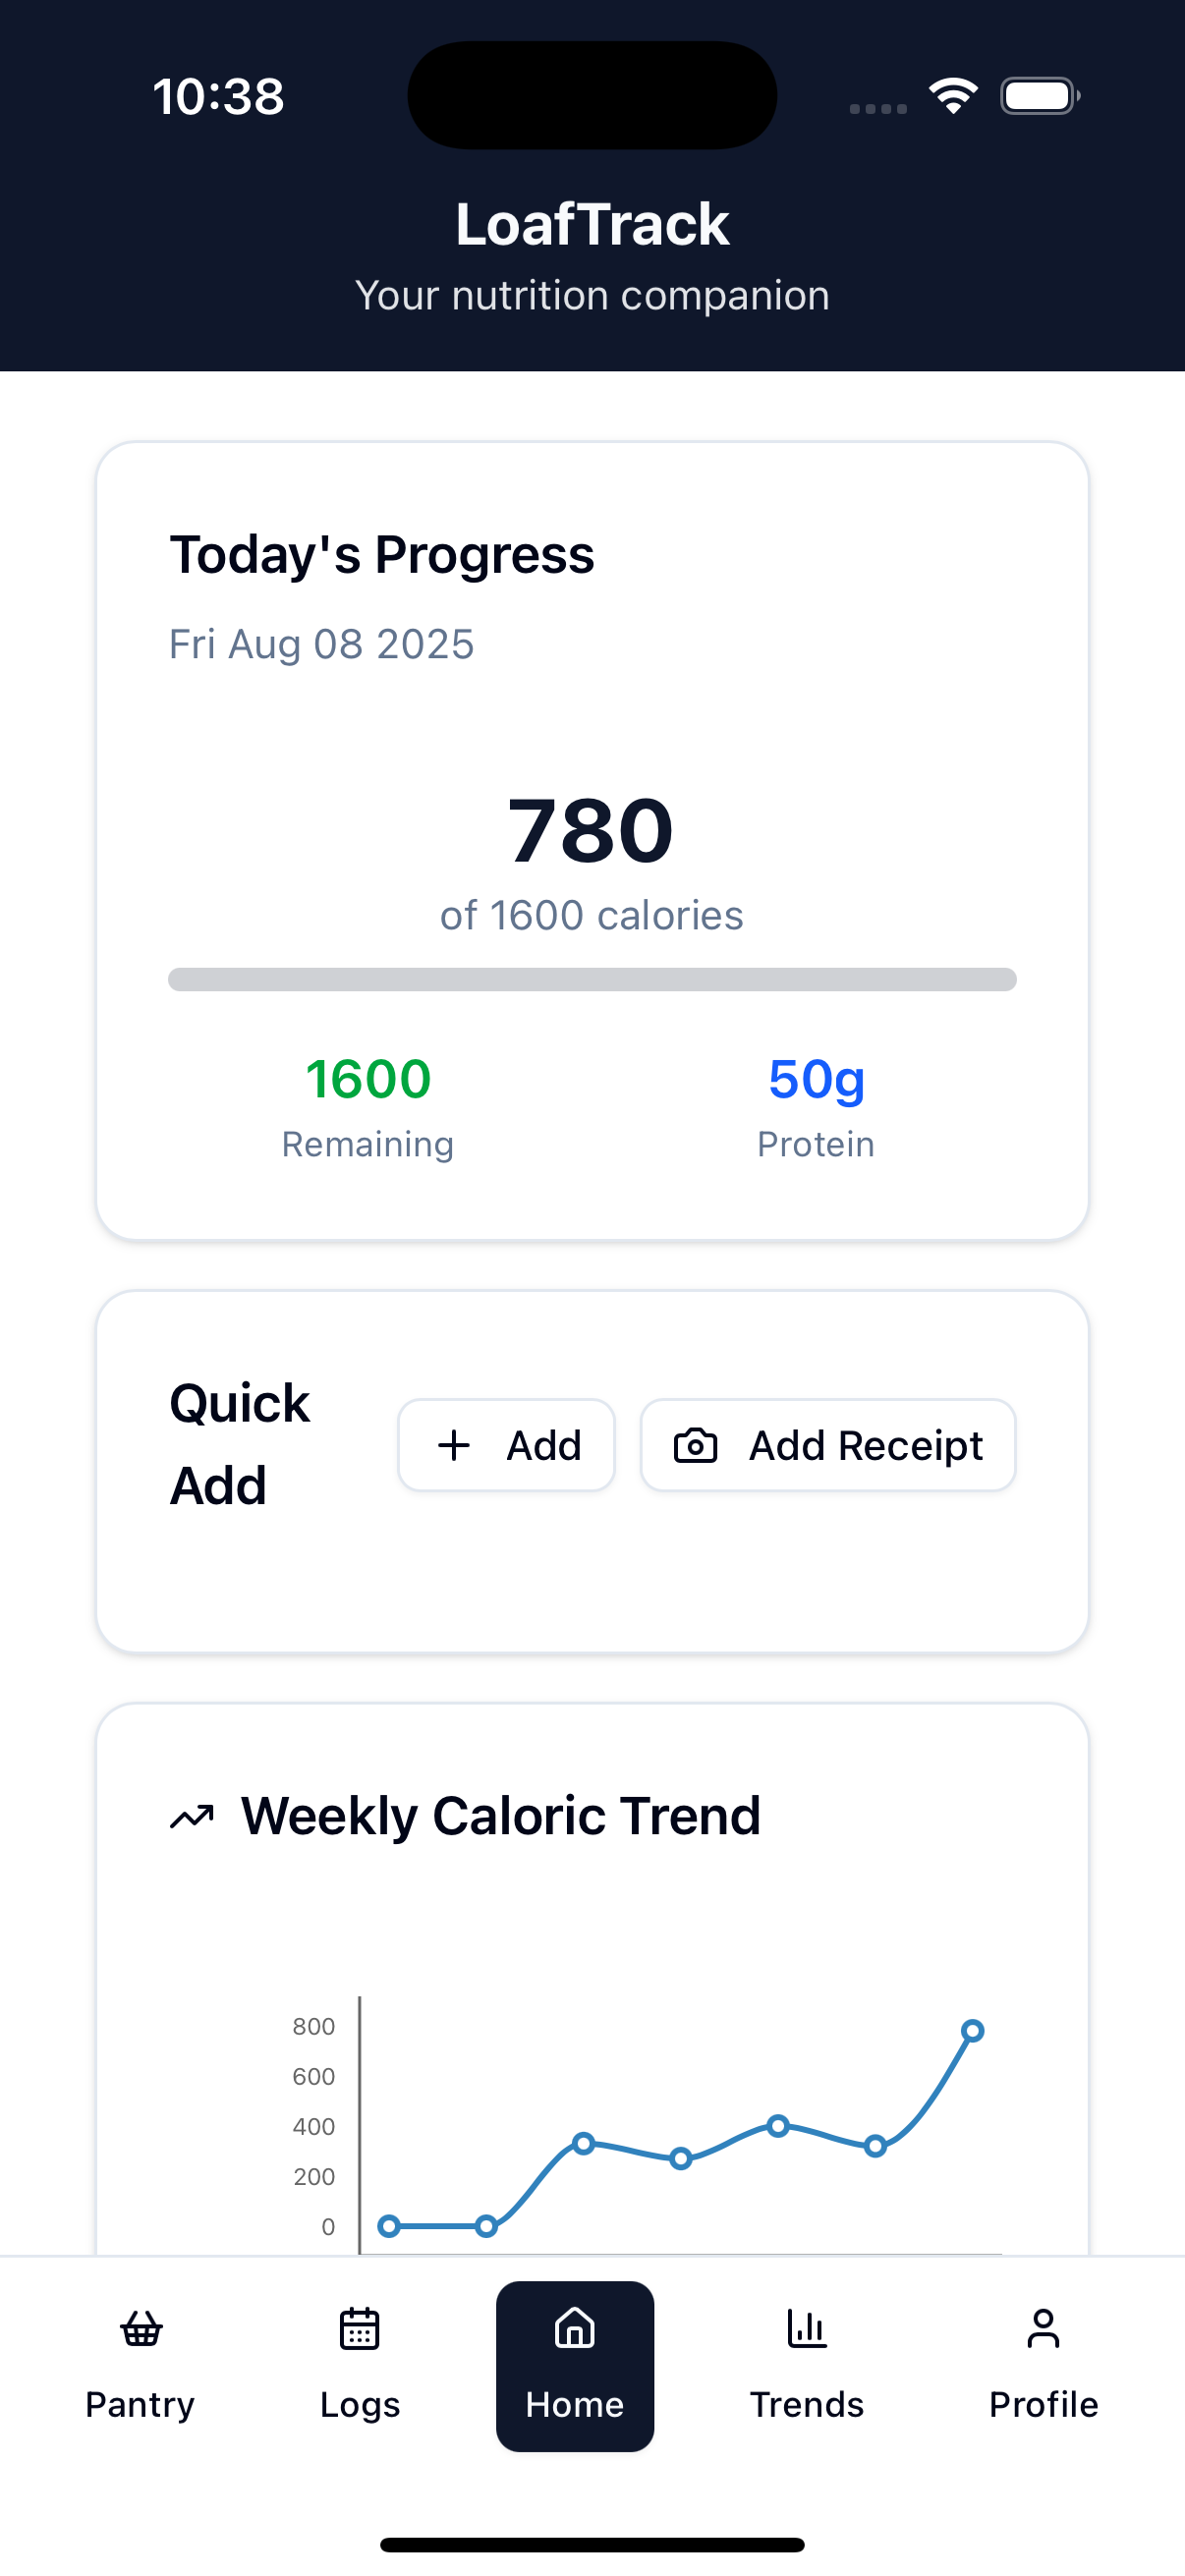 10:38
LoafTrack
Your nutrition companion
Today's Progress
Fri Aug 08 2025
780
of 1600 calories
1600
Remaining
50g
Protein
Quick
Add
Add
Add Receipt
Weekly Caloric Trend
800
600
400
200
0
Pantry
Logs
Home
Trends
Profile